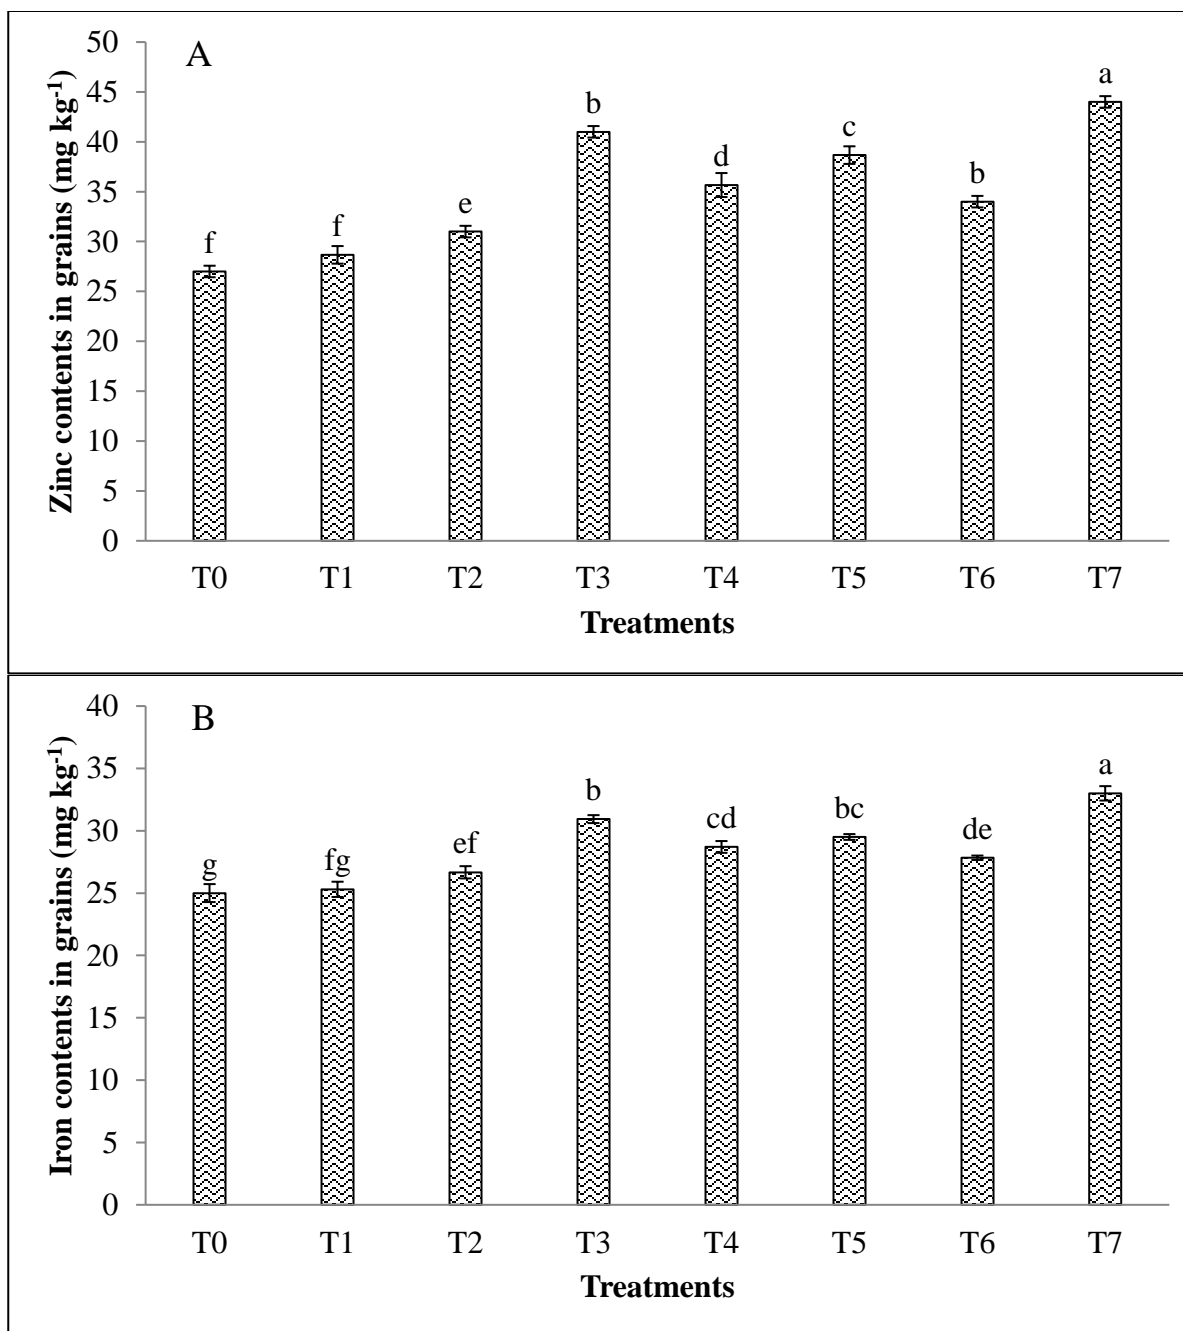 A
Zinc contents in grains (mg kg⁻¹)
50
45
40
35
30
25
20
15
10
5
0
f
f
e
b
d
c
b
a
T0 T1 T2 T3 T4 T5 T6 T7
Treatments
B
Iron contents in grains (mg kg⁻¹)
40
35
30
25
20
15
10
5
0
g
fg
ef
b
cd
bc
de
a
T0 T1 T2 T3 T4 T5 T6 T7
Treatments